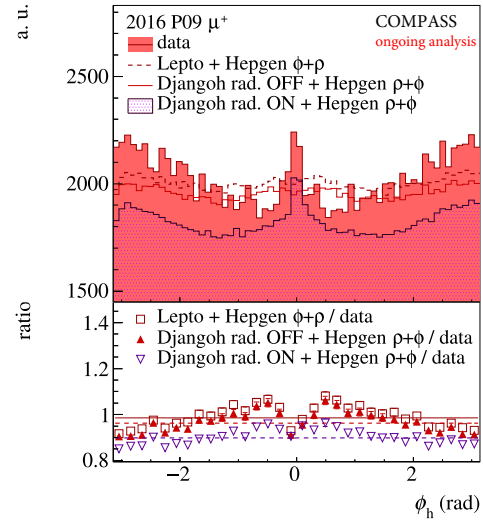 a. u.
2016 P09 μ⁺
COMPASS
data
ongoing analysis
Lepto + Hepgen ϕ+ρ
Djangoh rad. OFF + Hepgen ρ+ϕ
Djangoh rad. ON + Hepgen ρ+ϕ
2500
2000
1500
ratio
Lepto + Hepgen ϕ+ρ / data
Djangoh rad. OFF + Hepgen ρ+ϕ / data
Djangoh rad. ON + Hepgen ρ+ϕ / data
1.4
1.2
1
0.8
−2 0 2
ϕh (rad)